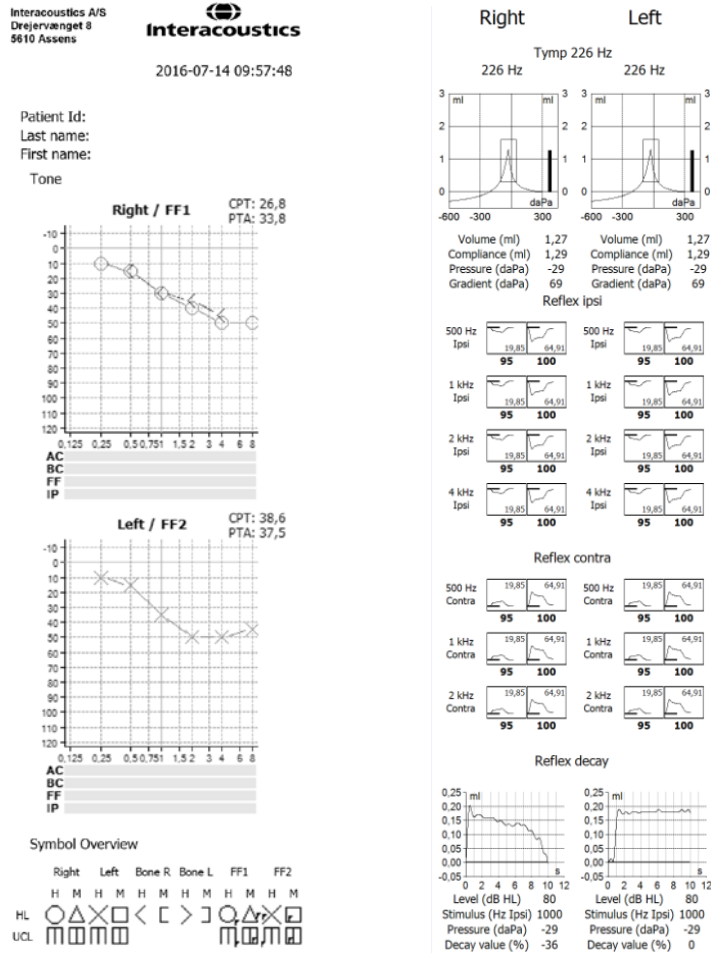 Interacoustics A/S
Drejervænget 8
5610 Assens
Interacoustics
2016-07-14 09:57:48
Patient Id:
Last name:
First name:
Tone
Right / FF1
CPT: 26,8
PTA: 33,8
-10
0
10
20
30
40
50
60
70
80
90
100
110
120
0,125 0,25 0,5 0,75 1 1,5 2 3 4 6 8
AC
BC
FF
IP
Left / FF2
CPT: 38,6
PTA: 37,5
-10
0
10
20
30
40
50
60
70
80
90
100
110
120
0,125 0,25 0,5 0,75 1 1,5 2 3 4 6 8
AC
BC
FF
IP
Symbol Overview
Right Left Bone R Bone L FF1 FF2
H M H M H M H M H M H M
HL
UCL
Right Left
Tymp 226 Hz
226 Hz 226 Hz
3 ml ml 3 ml ml 3
2 2 2
1 1 1
0 0 0
daPa daPa
-600 -300 300 -600 -300 300
Volume (ml) 1,27 Volume (ml) 1,27
Compliance (ml) 1,29 Compliance (ml) 1,29
Pressure (daPa) -29 Pressure (daPa) -29
Gradient (daPa) 69 Gradient (daPa) 69
Reflex ipsi
500 Hz Ipsi 19,85 64,91 500 Hz Ipsi 19,85 64,91
95 100 95 100
1 kHz Ipsi 19,85 64,91 1 kHz Ipsi 19,85 64,91
95 100 95 100
2 kHz Ipsi 19,85 64,91 2 kHz Ipsi 19,85 64,91
95 100 95 100
4 kHz Ipsi 19,85 64,91 4 kHz Ipsi 19,85 64,91
95 100 95 100
Reflex contra
500 Hz Contra 19,85 64,91 500 Hz Contra 19,85 64,91
95 100 95 100
1 kHz Contra 19,85 64,91 1 kHz Contra 19,85 64,91
95 100 95 100
2 kHz Contra 19,85 64,91 2 kHz Contra 19,85 64,91
95 100 95 100
Reflex decay
0,25 ml 0,25 ml
0,20 0,20
0,15 0,15
0,10 0,10
0,05 0,05
0,00 0,00
-0,05 s -0,05 s
0 2 4 6 8 10 12 0 2 4 6 8 10 12
Level (dB HL) 80 Level (dB HL) 80
Stimulus (Hz Ipsi) 1000 Stimulus (Hz Ipsi) 1000
Pressure (daPa) -29 Pressure (daPa) -29
Decay value (%) -36 Decay value (%) 0